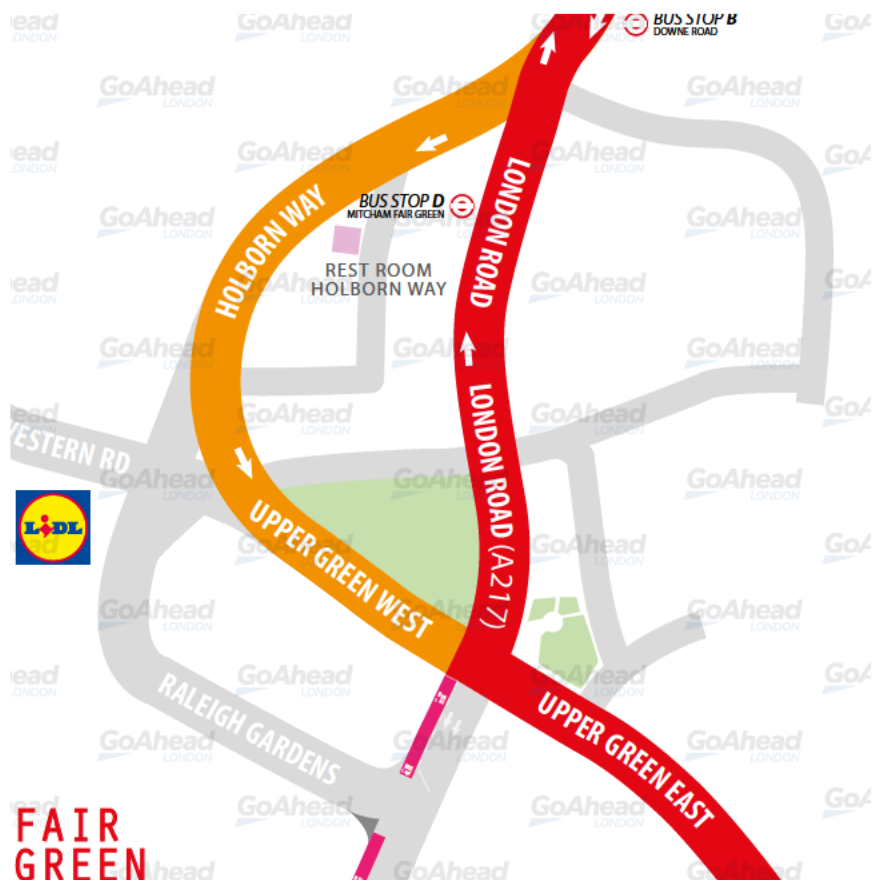 BUS STOP B
DOWNE ROAD
LONDON ROAD
BUS STOP D
MITCHAM FAIR GREEN
HOLBORN WAY
REST ROOM
HOLBORN WAY
LONDON ROAD (A217)
WESTERN RD
LIDL
UPPER GREEN WEST
RALEIGH GARDENS
UPPER GREEN EAST
FAIR
GREEN
GoAhead
LONDON